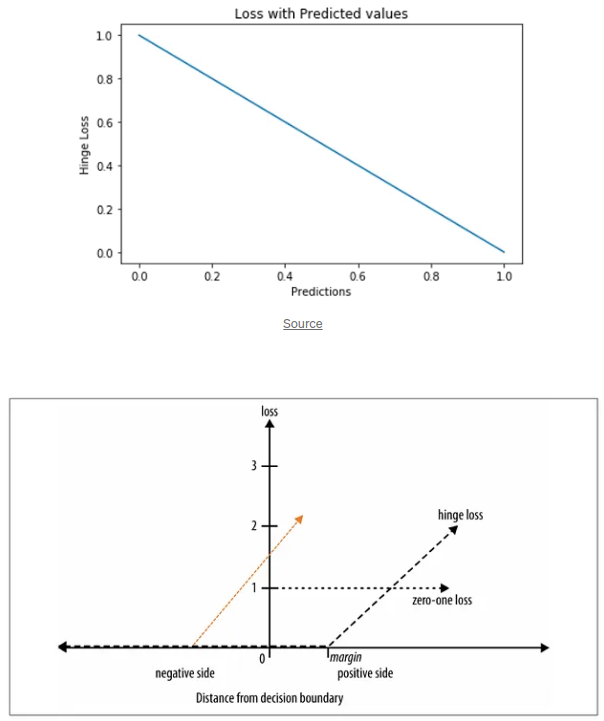 Loss with Predicted values
1.0
0.8
0.6
0.4
0.2
0.0
Hinge Loss
0.0 0.2 0.4 0.6 0.8 1.0
Predictions
Source
loss
3
2
1
hinge loss
zero-one loss
0
margin
negative side
positive side
Distance from decision boundary